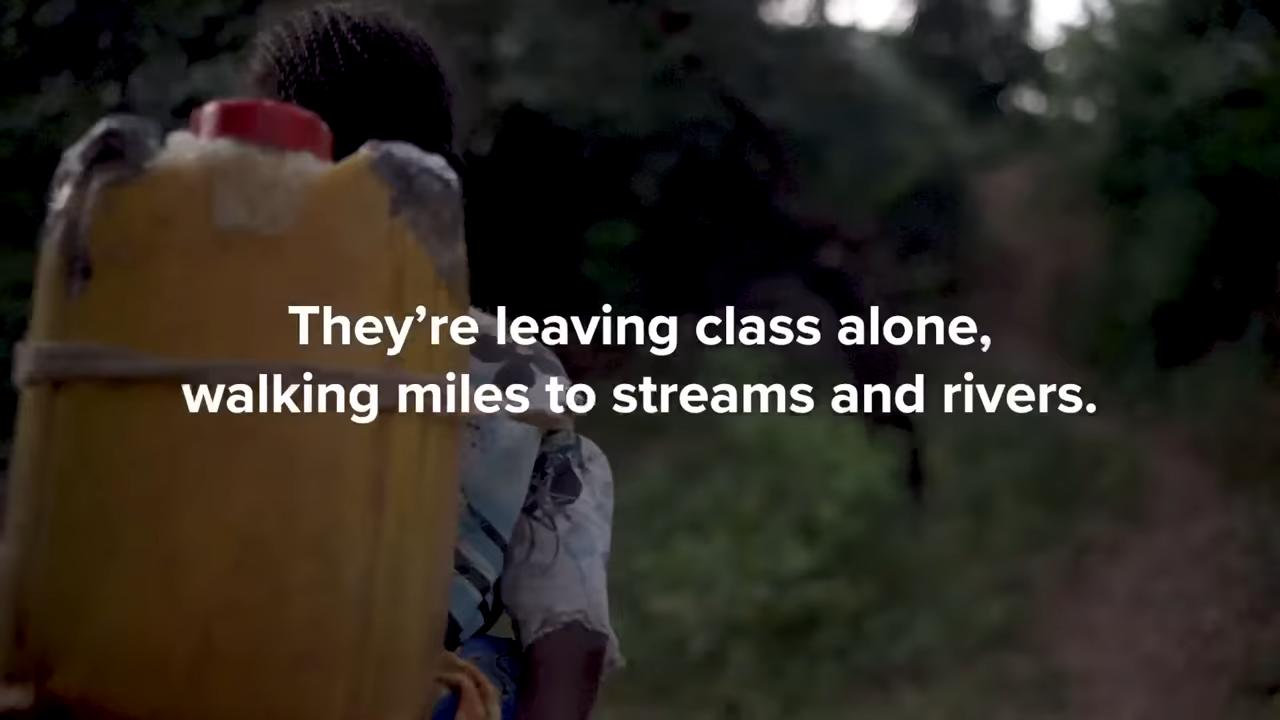 They’re leaving class alone,
walking miles to streams and rivers.